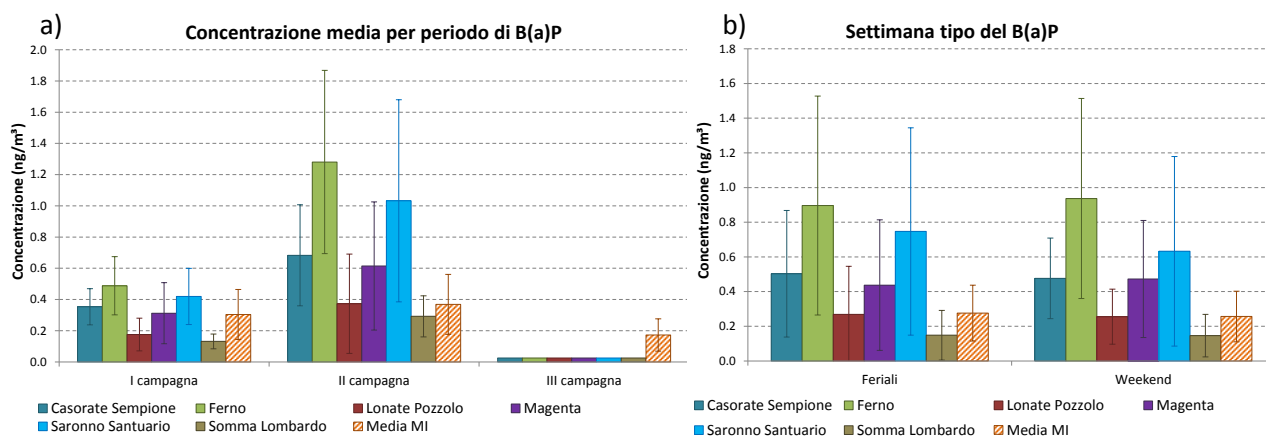 a)
Concentrazione media per periodo di B(a)P
Concentrazione (ng/m³)
2.0
1.8
1.6
1.4
1.2
1.0
0.8
0.6
0.4
0.2
0.0
I campagna
II campagna
III campagna
Casorate Sempione
Ferno
Lonate Pozzolo
Magenta
Saronno Santuario
Somma Lombardo
Media MI
b)
Settimana tipo del B(a)P
Concentrazione (ng/m³)
1.8
1.6
1.4
1.2
1.0
0.8
0.6
0.4
0.2
0.0
Feriali
Weekend
Casorate Sempione
Ferno
Lonate Pozzolo
Magenta
Saronno Santuario
Somma Lombardo
Media MI